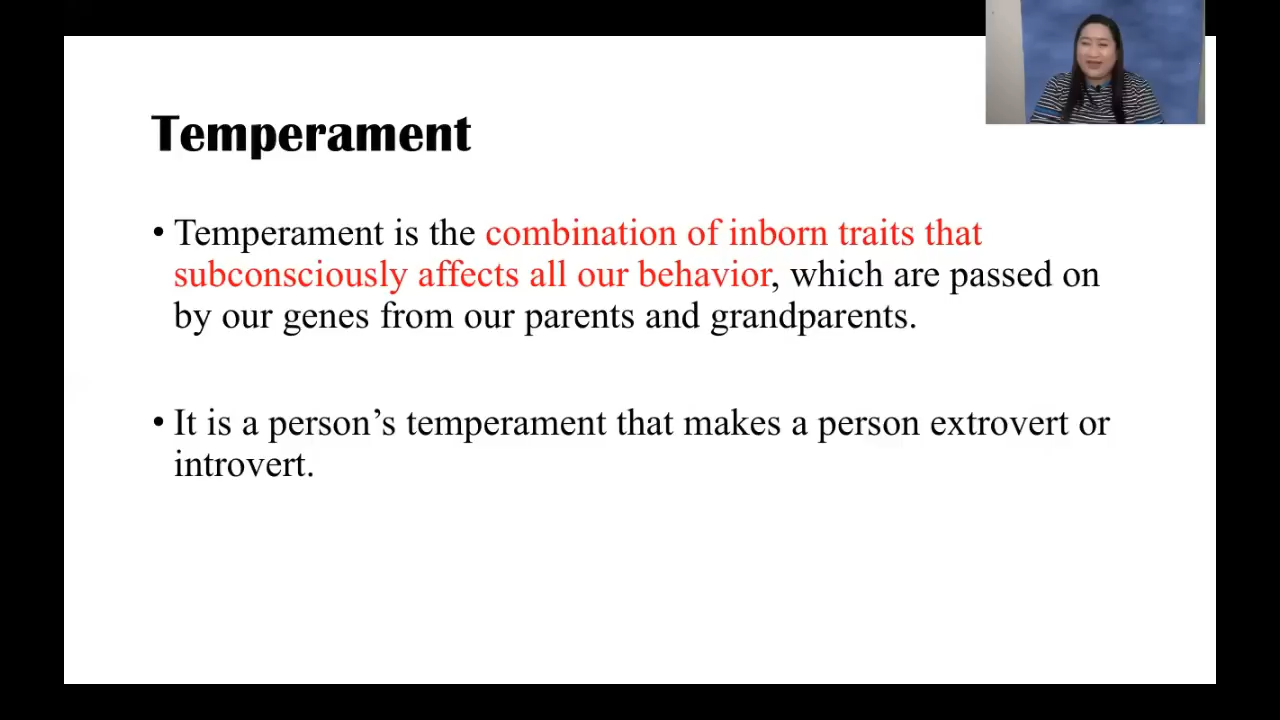 Temperament
• Temperament is the combination of inborn traits that
subconsciously affects all our behavior, which are passed on
by our genes from our parents and grandparents.
• It is a person’s temperament that makes a person extrovert or
introvert.